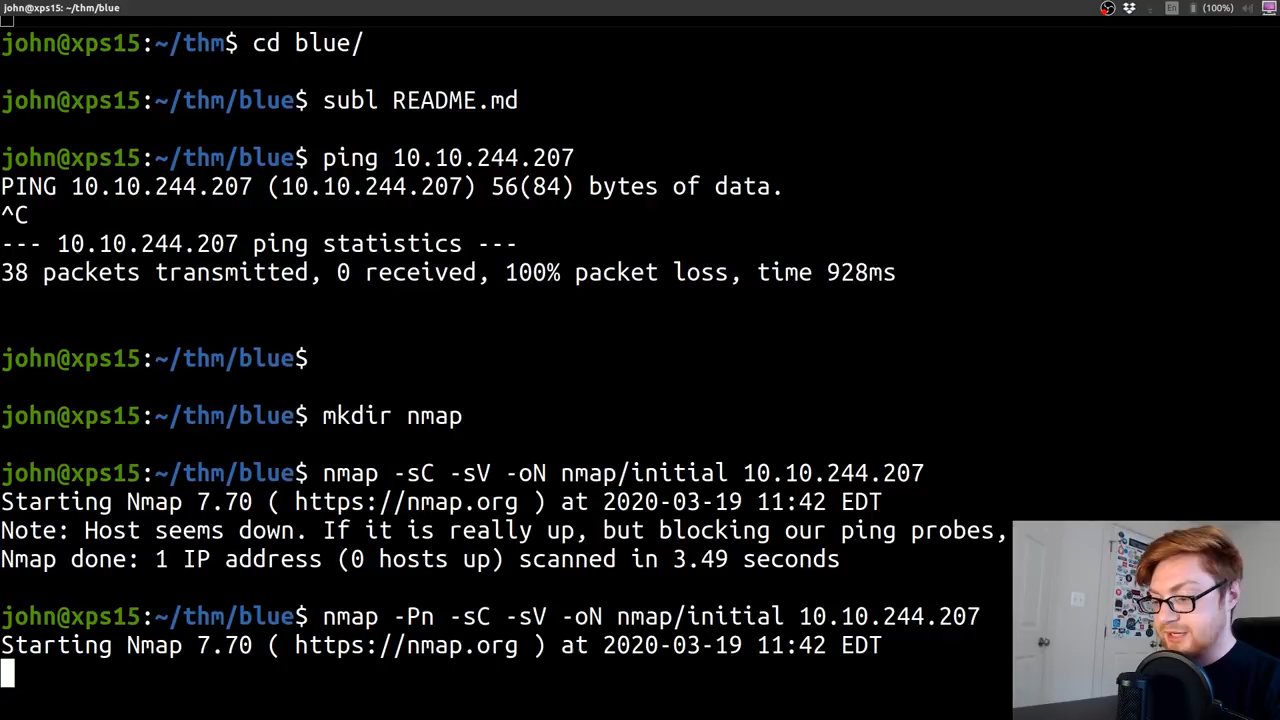 john@xps15: ~/thm/blue
En
(100%)
john@xps15:~/thm$ cd blue/
john@xps15:~/thm/blue$ subl README.md
john@xps15:~/thm/blue$ ping 10.10.244.207
PING 10.10.244.207 (10.10.244.207) 56(84) bytes of data.
^C
--- 10.10.244.207 ping statistics ---
38 packets transmitted, 0 received, 100% packet loss, time 928ms
john@xps15:~/thm/blue$
john@xps15:~/thm/blue$ mkdir nmap
john@xps15:~/thm/blue$ nmap -sC -sV -oN nmap/initial 10.10.244.207
Starting Nmap 7.70 ( https://nmap.org ) at 2020-03-19 11:42 EDT
Note: Host seems down. If it is really up, but blocking our ping probes,
Nmap done: 1 IP address (0 hosts up) scanned in 3.49 seconds
john@xps15:~/thm/blue$ nmap -Pn -sC -sV -oN nmap/initial 10.10.244.207
Starting Nmap 7.70 ( https://nmap.org ) at 2020-03-19 11:42 EDT